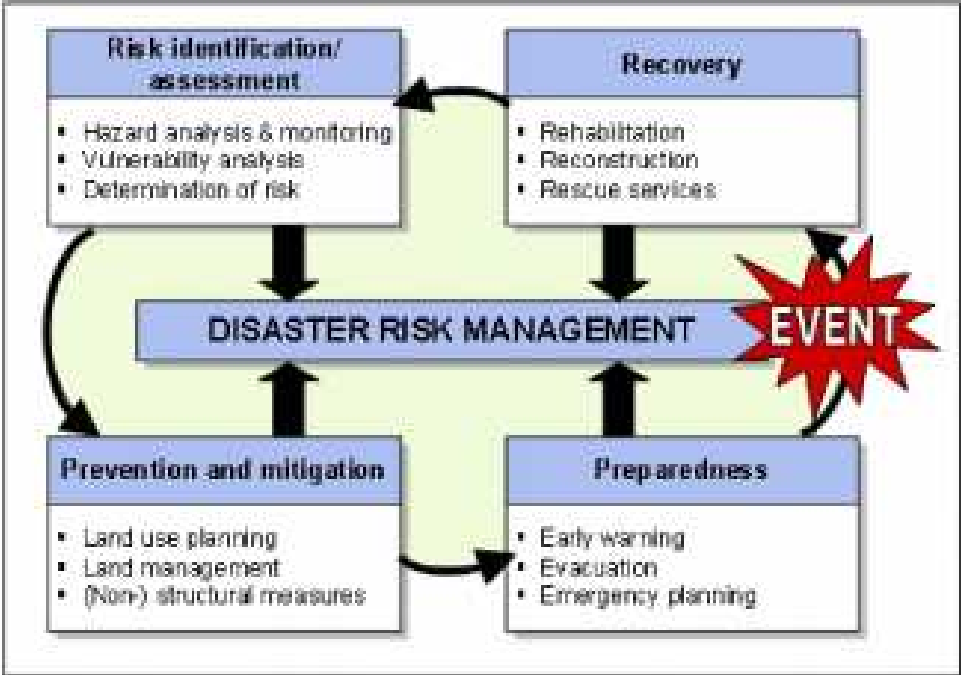 Risk identification/
assessment
▪ Hazard analysis & monitoring
▪ Vulnerability analysis
▪ Determination of risk
Recovery
▪ Rehabilitation
▪ Reconstruction
▪ Rescue services
DISASTER RISK MANAGEMENT
EVENT
Prevention and mitigation
▪ Land use planning
▪ Land management
▪ (Non-) structural measures
Preparedness
▪ Early warning
▪ Evacuation
▪ Emergency planning